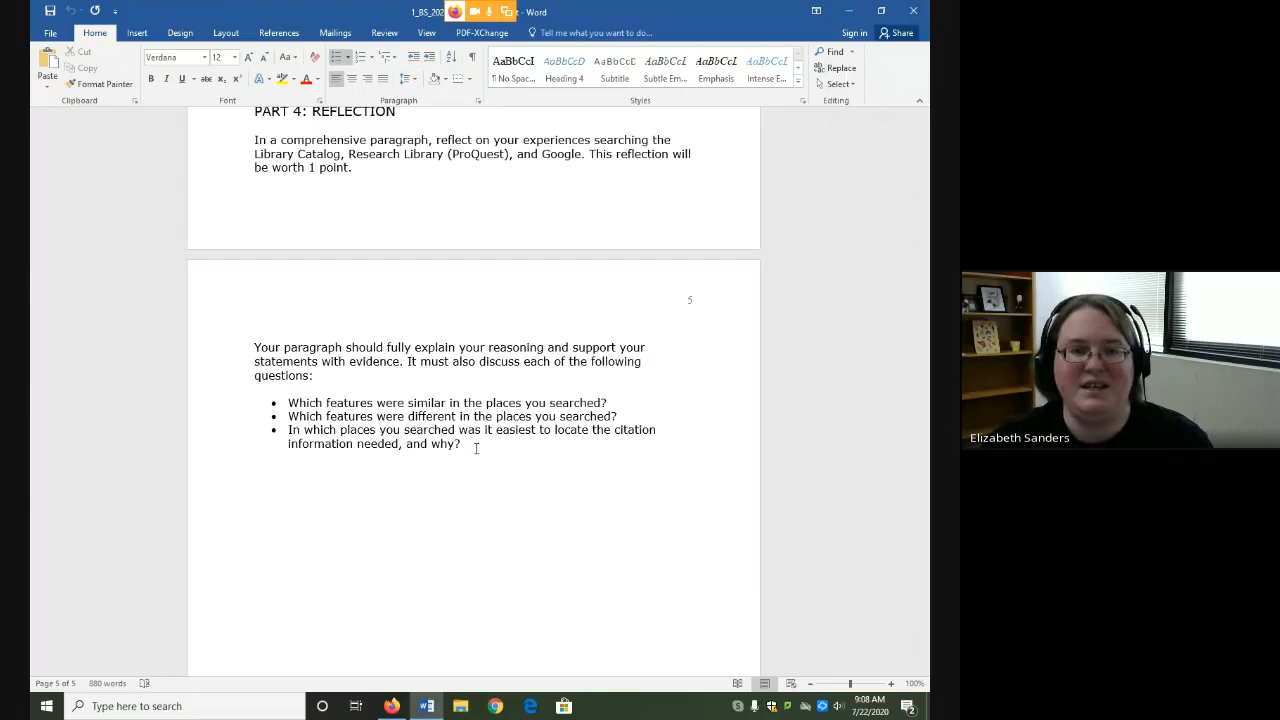 1_BS_202
t - Word
File
Home
Insert
Design
Layout
References
Mailings
Review
View
PDF-XChange
Tell me what you want to do...
Sign in
Share
Paste
Cut
Copy
Format Painter
Clipboard
Verdana
12
Font
Paragraph
AaBbCcI
¶ No Spac...
AaBbCcD
Heading 4
AaBbCcD
Subtitle
AaBbCcL
Subtle Em...
AaBbCcL
Emphasis
AaBbCcL
Intense E...
Styles
Find
Replace
Select
Editing
PART 4: REFLECTION
In a comprehensive paragraph, reflect on your experiences searching the
Library Catalog, Research Library (ProQuest), and Google. This reflection will
be worth 1 point.
5
Your paragraph should fully explain your reasoning and support your
statements with evidence. It must also discuss each of the following
questions:
• Which features were similar in the places you searched?
• Which features were different in the places you searched?
• In which places you searched was it easiest to locate the citation
information needed, and why?
Elizabeth Sanders
Page 5 of 5
880 words
100%
Type here to search
9:08 AM
7/22/2020
2